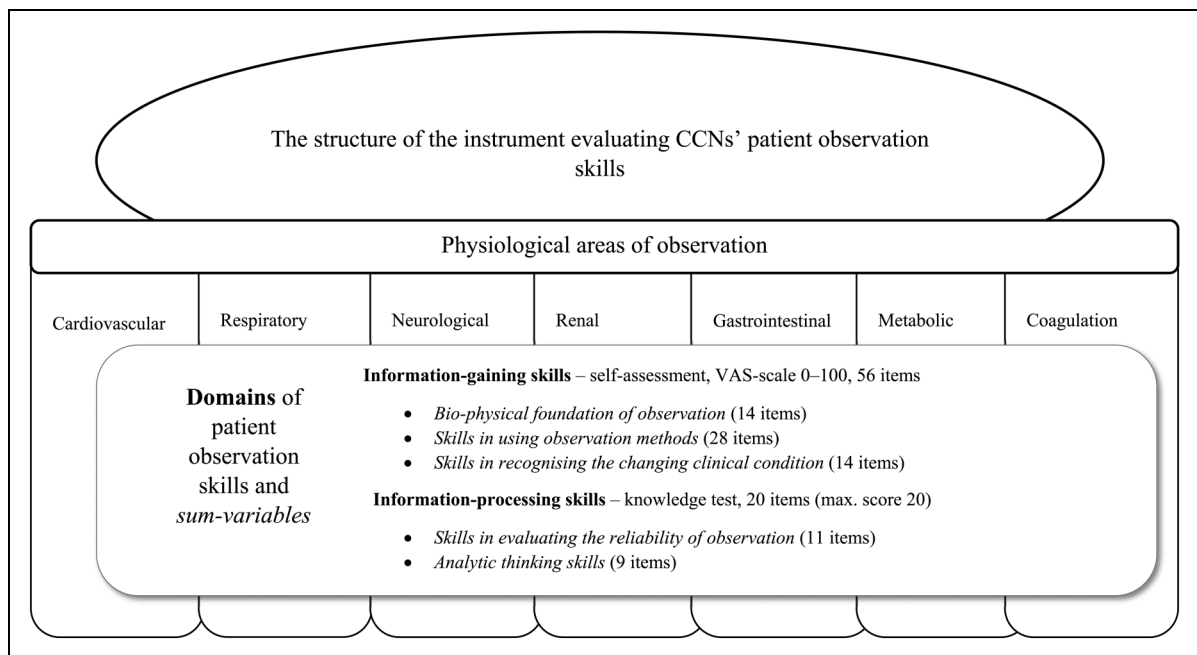 The structure of the instrument evaluating CCNs’ patient observation
skills
Physiological areas of observation
Cardiovascular
Respiratory
Neurological
Renal
Gastrointestinal
Metabolic
Coagulation
Domains of
patient
observation
skills and
sum-variables
Information-gaining skills – self-assessment, VAS-scale 0–100, 56 items
• Bio-physical foundation of observation (14 items)
• Skills in using observation methods (28 items)
• Skills in recognising the changing clinical condition (14 items)
Information-processing skills – knowledge test, 20 items (max. score 20)
• Skills in evaluating the reliability of observation (11 items)
• Analytic thinking skills (9 items)